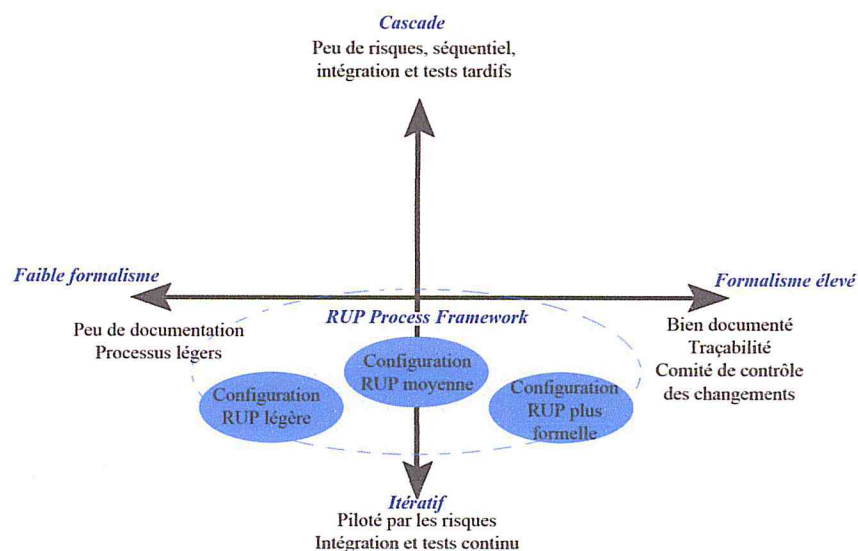 Cascade
Peu de risques, séquentiel,
intégration et tests tardifs
Faible formalisme
Formalisme élevé
Peu de documentation
Processus légers
RUP Process Framework
Bien documenté
Traçabilité
Comité de contrôle
des changements
Configuration
RUP moyenne
Configuration
RUP légère
Configuration
RUP plus
formelle
Itératif
Piloté par les risques
Intégration et tests continu